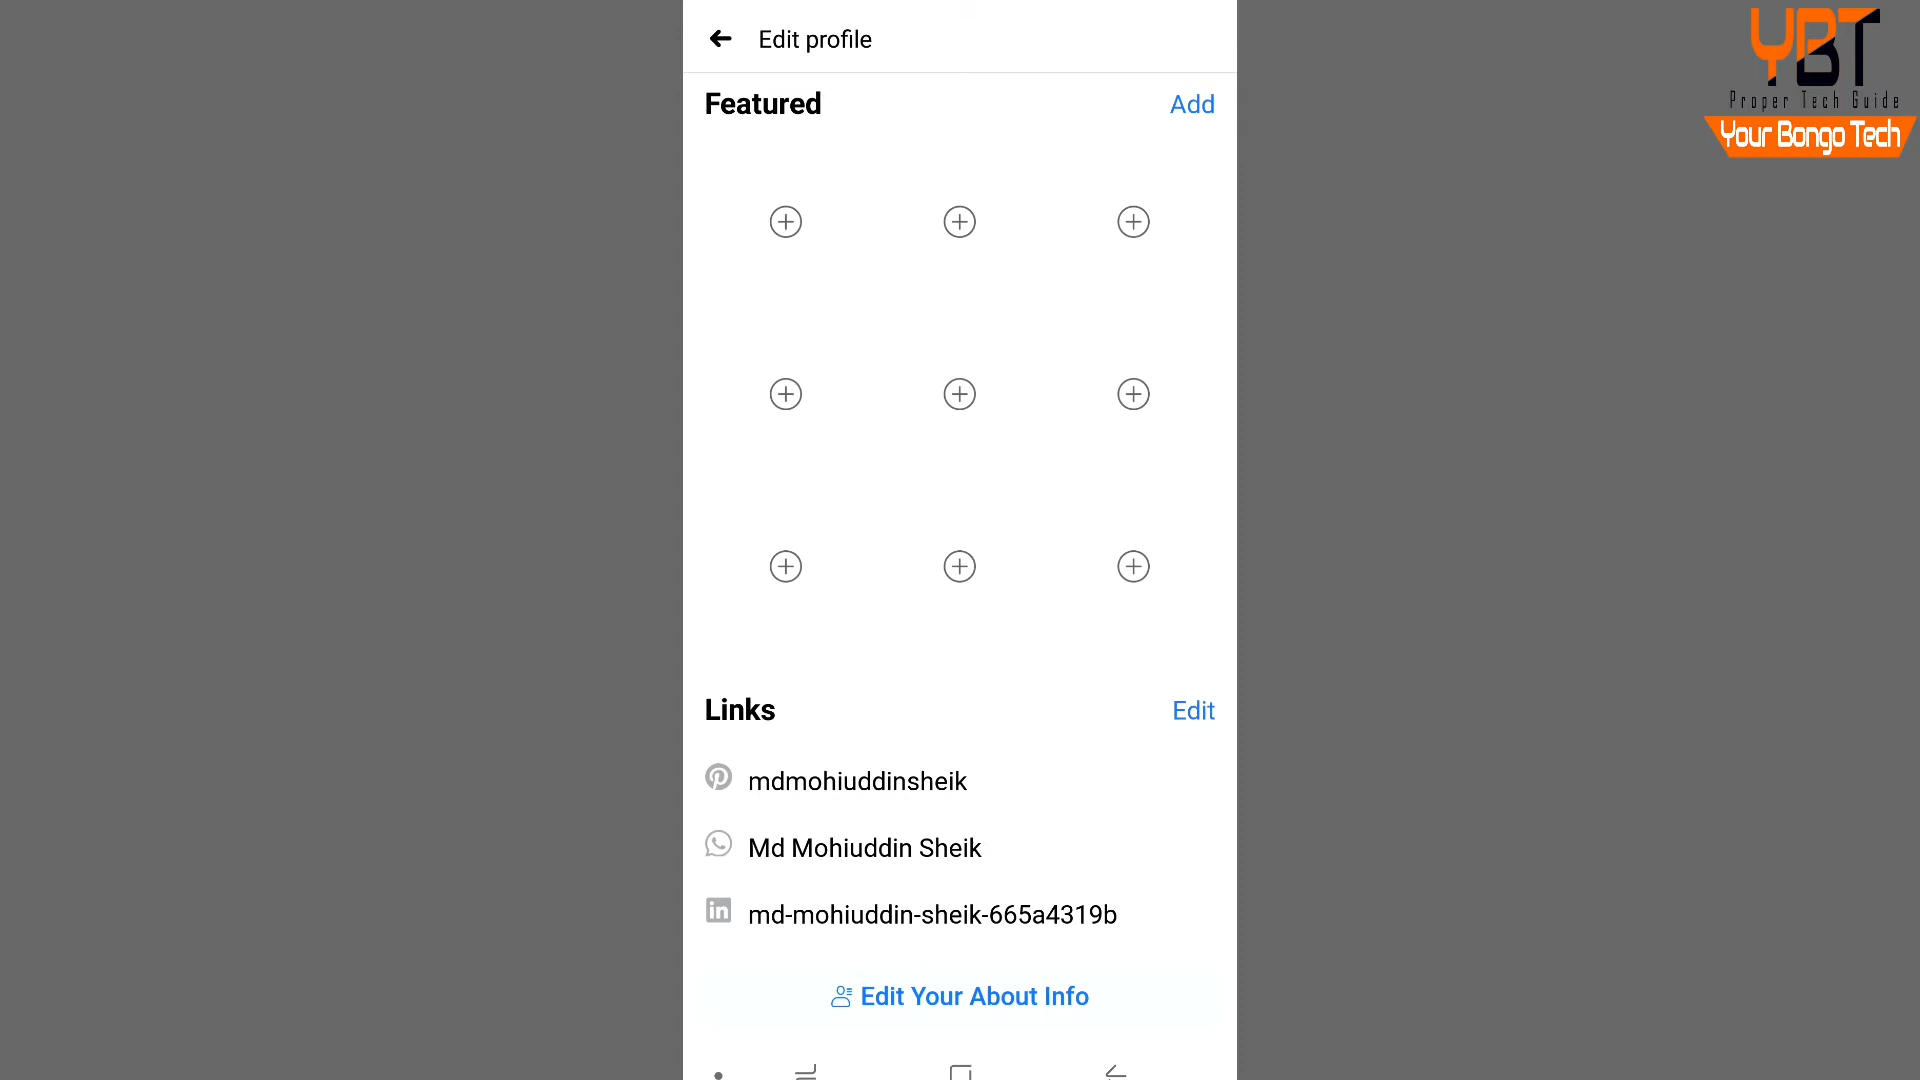 Edit profile
YBT
Proper Tech Guide
Your Bongo Tech
Featured
Add
Links
Edit
mdmohiuddinsheik
Md Mohiuddin Sheik
in md-mohiuddin-sheik-665a4319b
Edit Your About Info